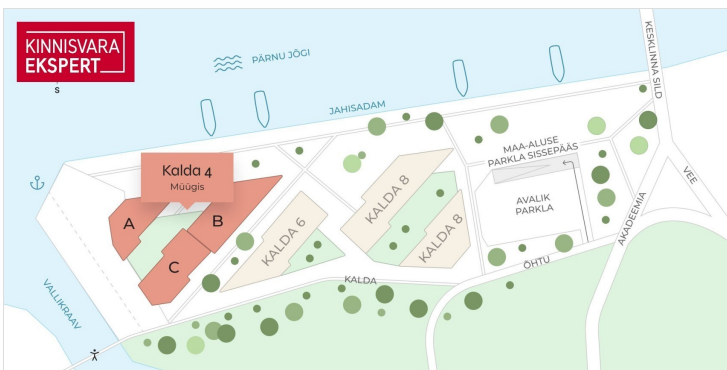 KINNISVARA
EKSPERT
S
PÄRNU JÕGI
JAHISADAM
KESKLINNA SILD
MAA-ALUSE
PARKLA SISSEPÄÄS
Kalda 4
Müügis
A
B
C
KALDA 6
KALDA 8
KALDA 8
AVALIK
PARKLA
VEE
AKADEEMIA
ÕHTU
KALDA
VALLIKRAAV